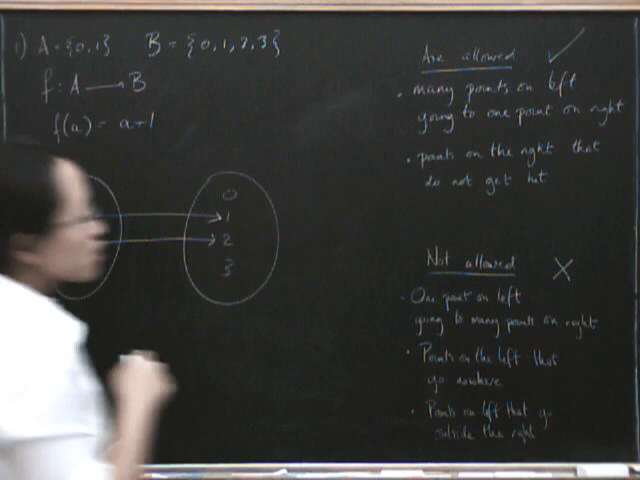 1) A = {0,1} B = {0,1,2,3}
f : A → B
f(a) = a+1
0
1
2
3
Are allowed ✓
• many points on left
going to one point on right
• points on the right that
do not get hit
Not allowed ✗
• One point on left
going to many points on right
• Points on the left that
go nowhere
• Points on left that go
outside the right